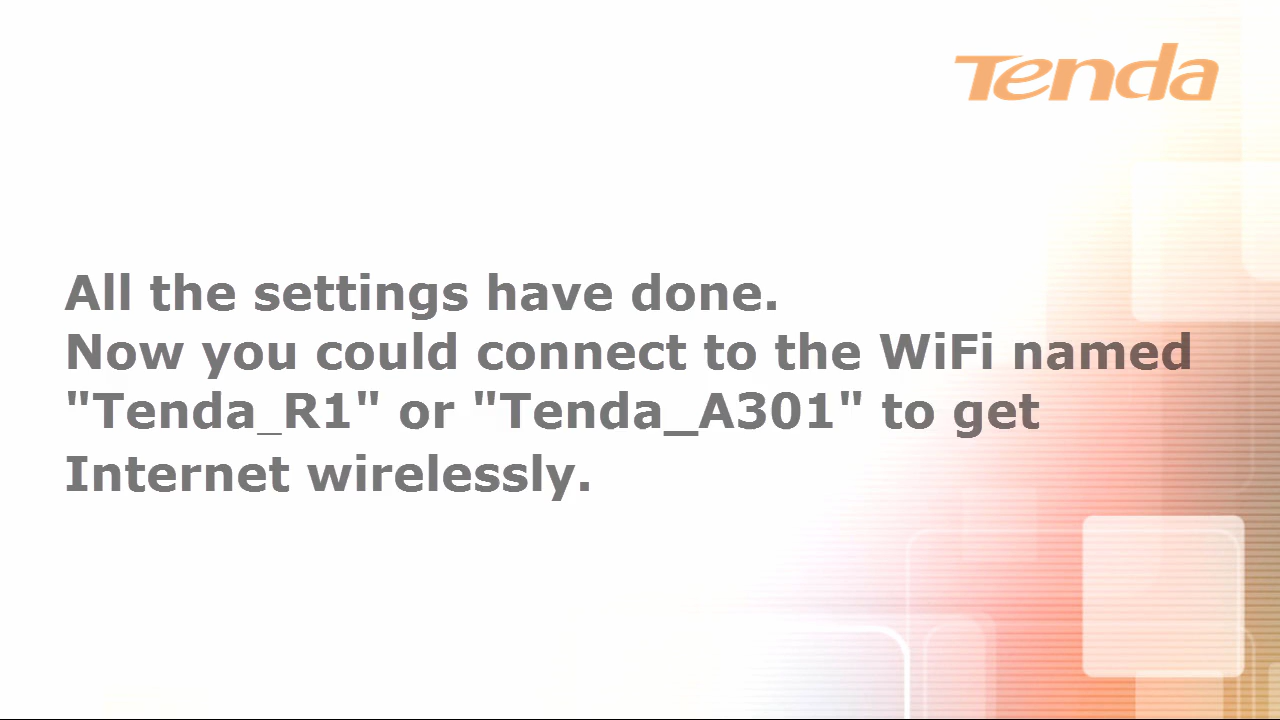 Tenda
All the settings have done.
Now you could connect to the WiFi named
"Tenda_R1" or "Tenda_A301" to get
Internet wirelessly.